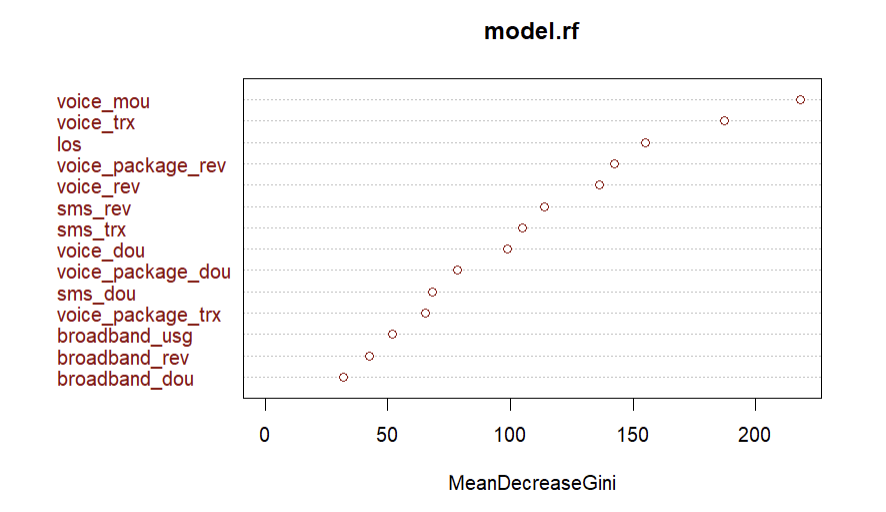 model.rf
voice_mou
voice_trx
los
voice_package_rev
voice_rev
sms_rev
sms_trx
voice_dou
voice_package_dou
sms_dou
voice_package_trx
broadband_usg
broadband_rev
broadband_dou
0 50 100 150 200
MeanDecreaseGini